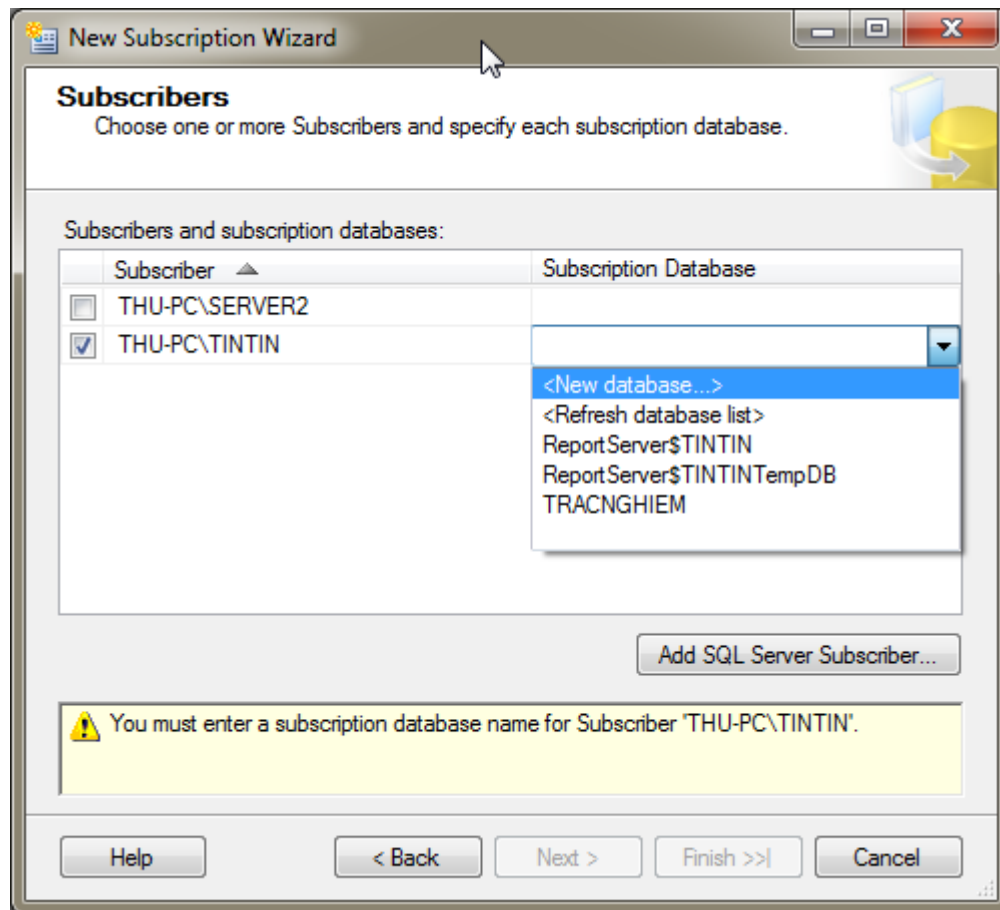 New Subscription Wizard
Subscribers
Choose one or more Subscribers and specify each subscription database.
Subscribers and subscription databases:
Subscriber
Subscription Database
THU-PC\SERVER2
THU-PC\TINTIN
<New database...>
<Refresh database list>
ReportServer$TINTIN
ReportServer$TINTINTempDB
TRACNGHIEM
Add SQL Server Subscriber...
You must enter a subscription database name for Subscriber "THU-PC\TINTIN".
Help
< Back
Next >
Finish >>|
Cancel